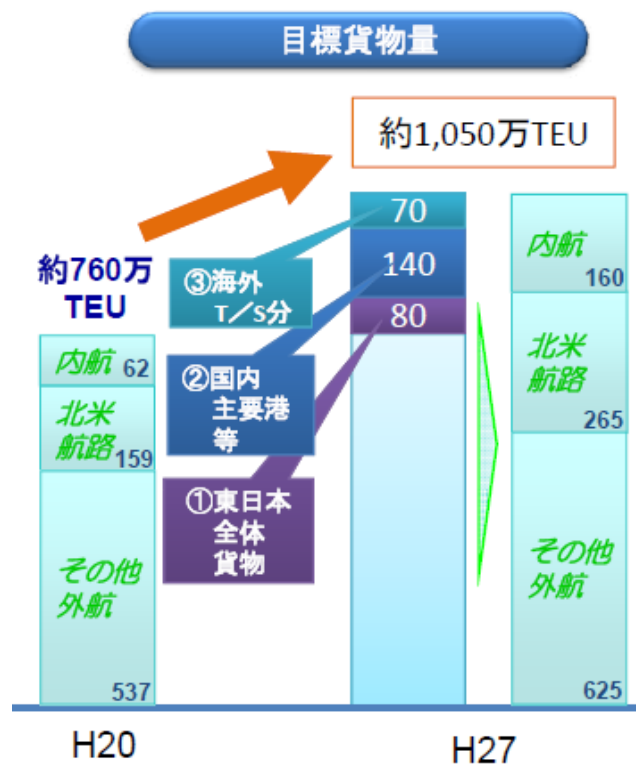 目標貨物量
約1,050万TEU
約760万
TEU
内航 62
北米
航路 159
その他
外航
537
③海外
T/S分
②国内
主要港
等
①東日本
全体
貨物
70
140
80
内航
160
北米
航路
265
その他
外航
625
H20
H27